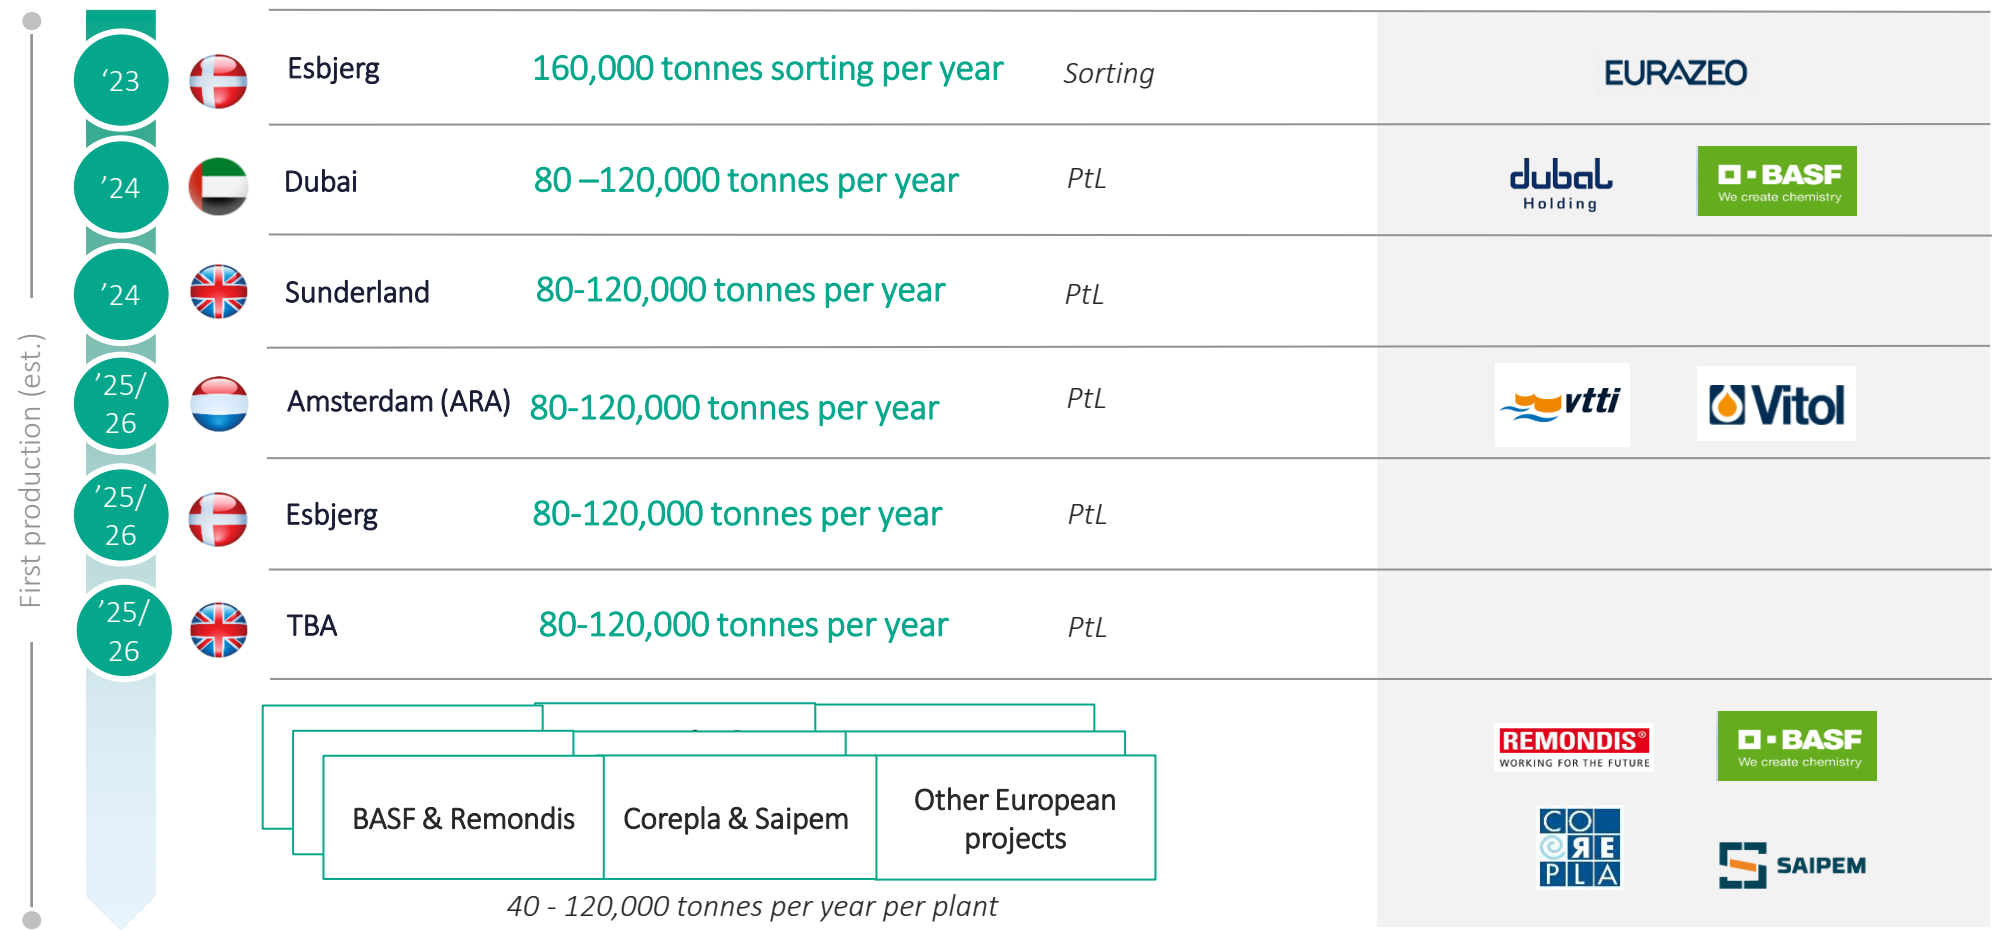 First production (est.)
‘23
Esbjerg
160,000 tonnes sorting per year
Sorting
EURAZEO
’24
Dubai
80 –120,000 tonnes per year
PtL
dubal
Holding
BASF
We create chemistry
’24
Sunderland
80-120,000 tonnes per year
PtL
’25/
26
Amsterdam (ARA)
80-120,000 tonnes per year
PtL
vtti
Vitol
’25/
26
Esbjerg
80-120,000 tonnes per year
PtL
’25/
26
TBA
80-120,000 tonnes per year
PtL
BASF & Remondis
Corepla & Saipem
Other European
projects
40 - 120,000 tonnes per year per plant
REMONDIS®
WORKING FOR THE FUTURE
BASF
We create chemistry
CO
REPLA
SAIPEM